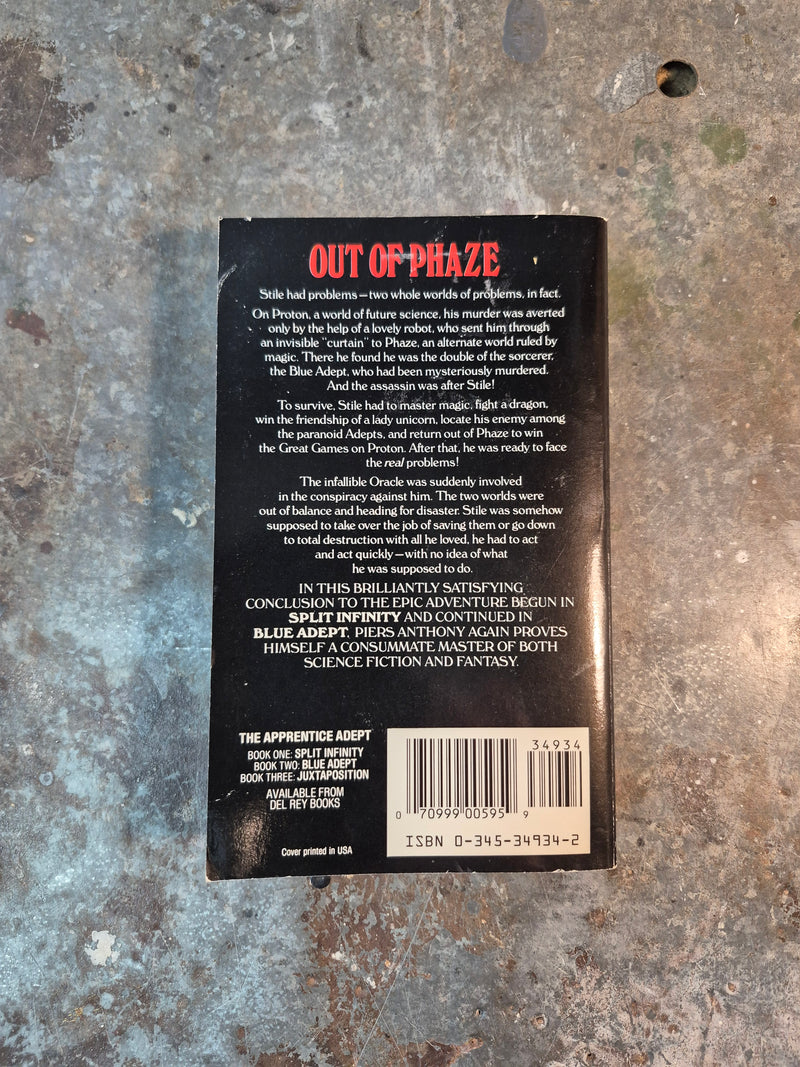 OUT OF PHAZE
Stile had problems—two whole worlds of problems, in fact.
On Proton, a world of future science, his murder was averted
only by the help of a lovely robot, who sent him through
an invisible "curtain" to Phaze, an alternate world ruled by
magic. There he found he was the double of the sorcerer,
the Blue Adept, who had been mysteriously murdered.
And the assassin was after Stile!
To survive, Stile had to master magic, fight a dragon,
win the friendship of a lady unicorn, locate his enemy among
the paranoid Adepts, and return out of Phaze to win
the Great Games on Proton. After that, he was ready to face
the real problems!
The infallible Oracle was suddenly involved
in the conspiracy against him. The two worlds were
out of balance and heading for disaster. Stile was somehow
supposed to take over the job of saving them or go down
to total destruction with all he loved, he had to act
and act quickly—with no idea of what
he was supposed to do.
IN THIS BRILLIANTLY SATISFYING
CONCLUSION TO THE EPIC ADVENTURE BEGUN IN
SPLIT INFINITY AND CONTINUED IN
BLUE ADEPT, PIERS ANTHONY AGAIN PROVES
HIMSELF A CONSUMMATE MASTER OF BOTH
SCIENCE FICTION AND FANTASY.
THE APPRENTICE ADEPT
BOOK ONE: SPLIT INFINITY
BOOK TWO: BLUE ADEPT
BOOK THREE: JUXTAPOSITION
AVAILABLE FROM
DEL REY BOOKS
Cover printed in USA
34934
0 70999 00595 9
ISBN 0-345-34934-2